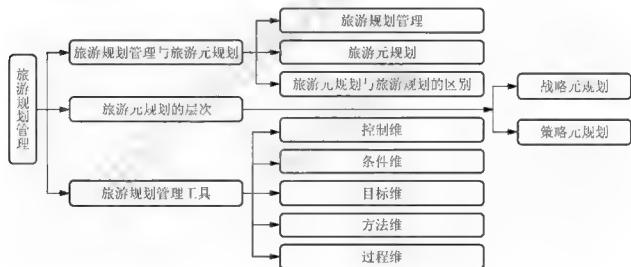 旅游规划管理
旅游规划管理与旅游元规划
旅游规划管理
旅游元规划
旅游元规划与旅游规划的区别
旅游元规划的层次
战略元规划
策略元规划
旅游规划管理工具
控制维
条件维
目标维
方法维
过程维